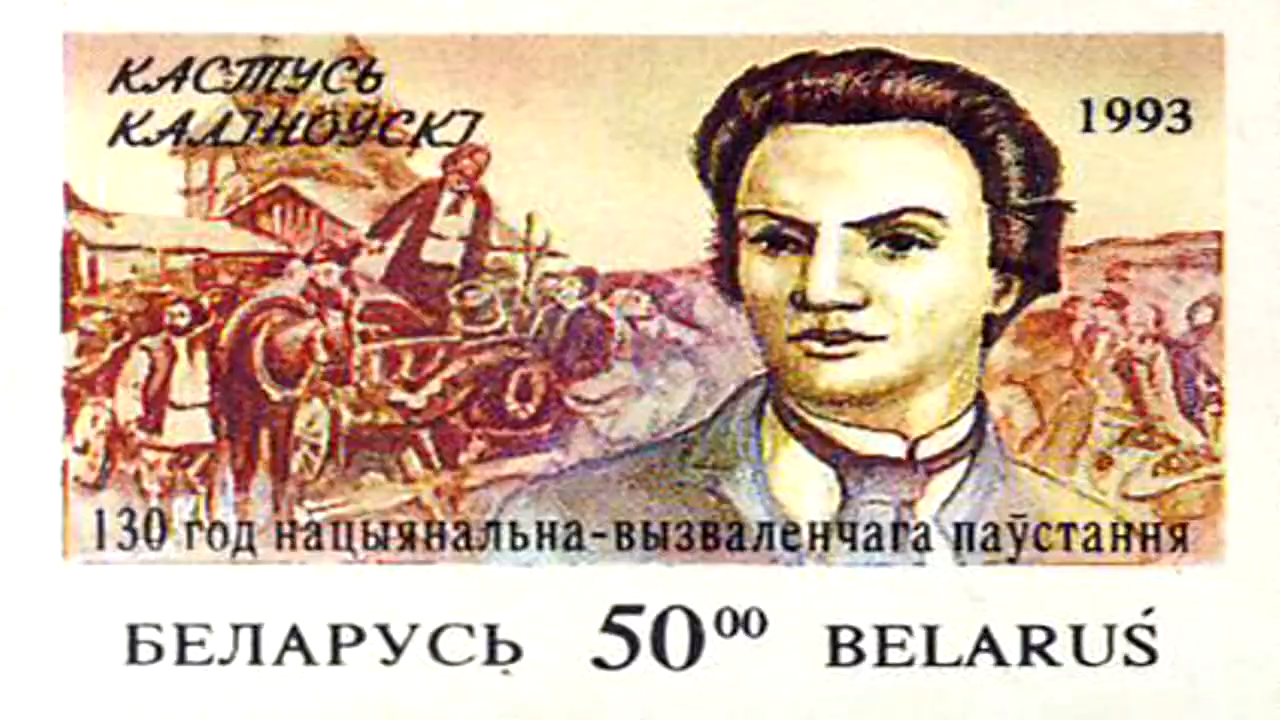 КАСТУСЬ
КАЛІНОЎСКІ
1993
130 год нацыянальна-вызваленчага паўстання
БЕЛАРУСЬ 50⁰⁰ BELARUŚ